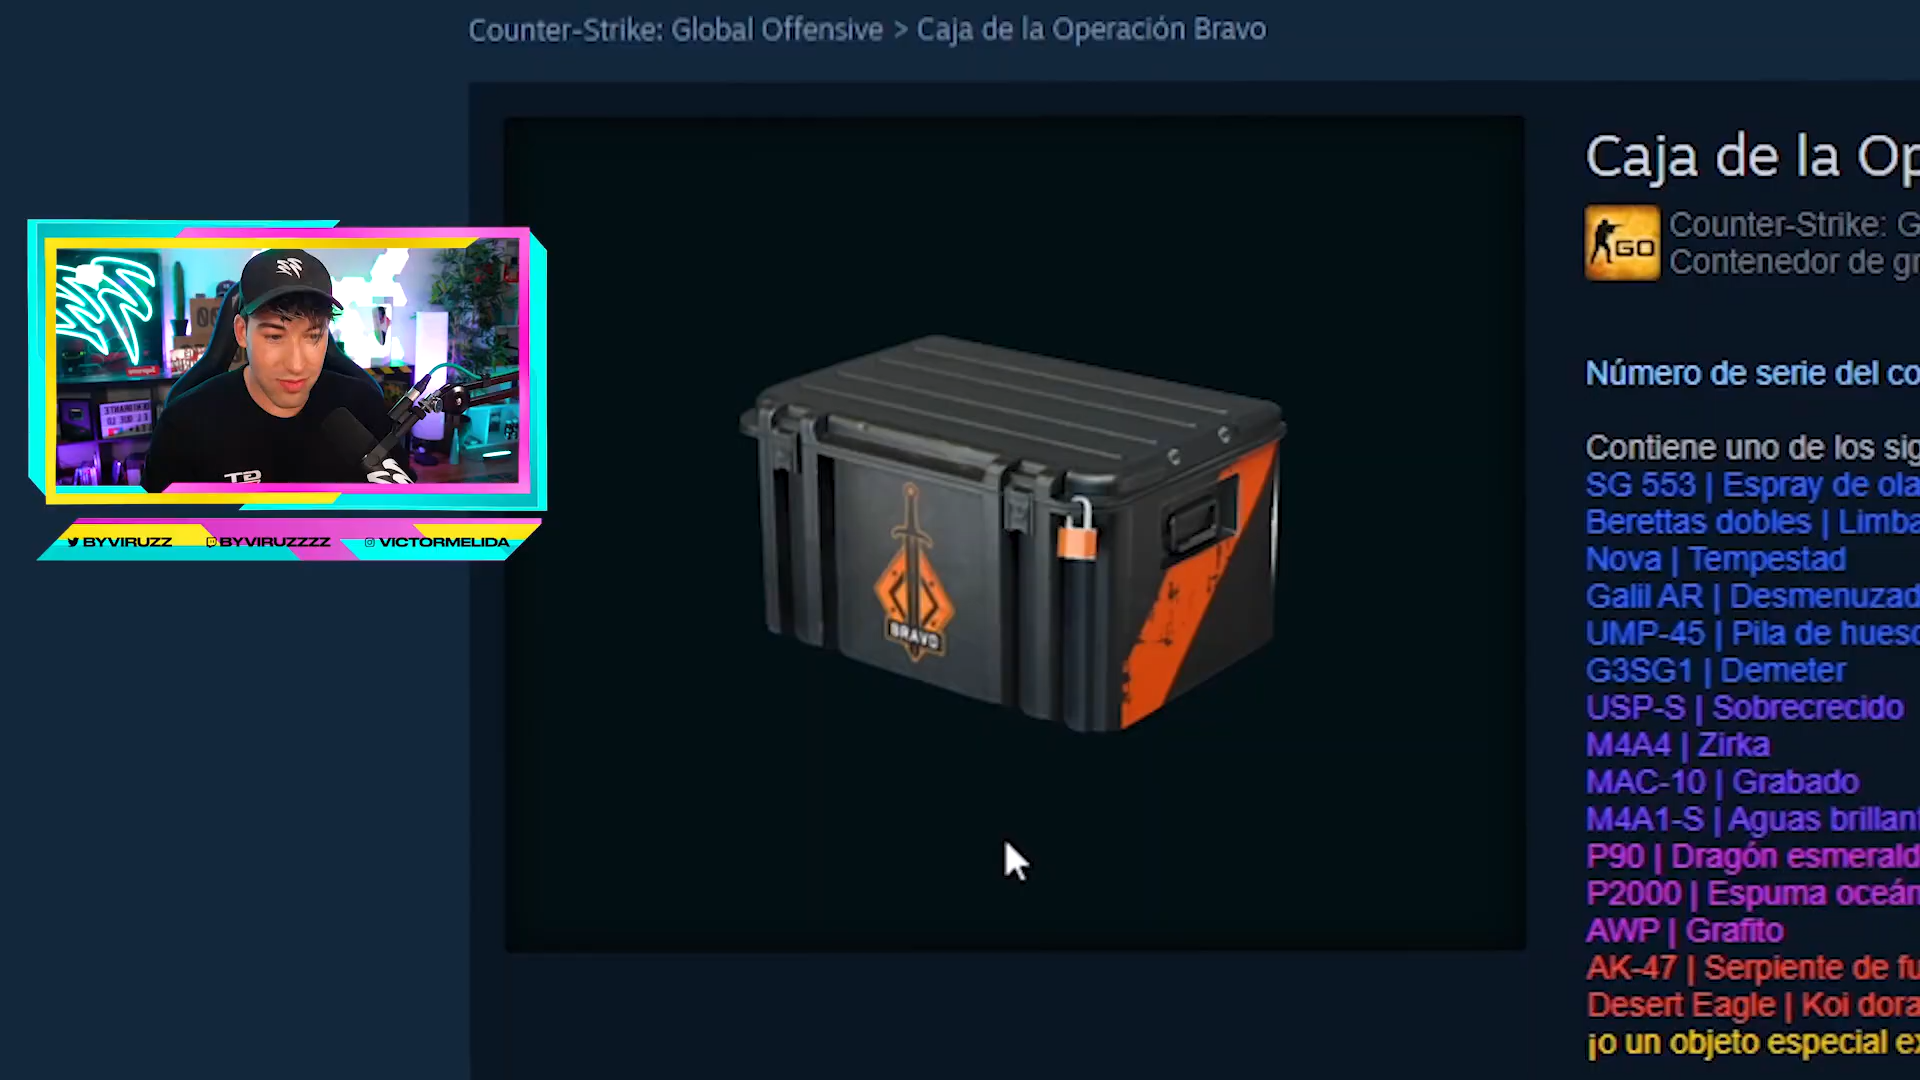 Counter-Strike: Global Offensive > Caja de la Operación Bravo
Caja de la Op
GO
Counter-Strike: G
Contenedor de gr
Número de serie del co
Contiene uno de los sig
SG 553 | Espray de ola
Berettas dobles | Limba
Nova | Tempestad
Galil AR | Desmenuzad
UMP-45 | Pila de hueso
G3SG1 | Demeter
USP-S | Sobrecrecido
M4A4 | Zirka
MAC-10 | Grabado
M4A1-S | Aguas brillant
P90 | Dragón esmerald
P2000 | Espuma oceán
AWP | Grafito
AK-47 | Serpiente de fu
Desert Eagle | Koi dora
¡o un objeto especial ex
BRAVO
BYVIRUZZ
BYVIRUZZZZ
VICTORMELIDA